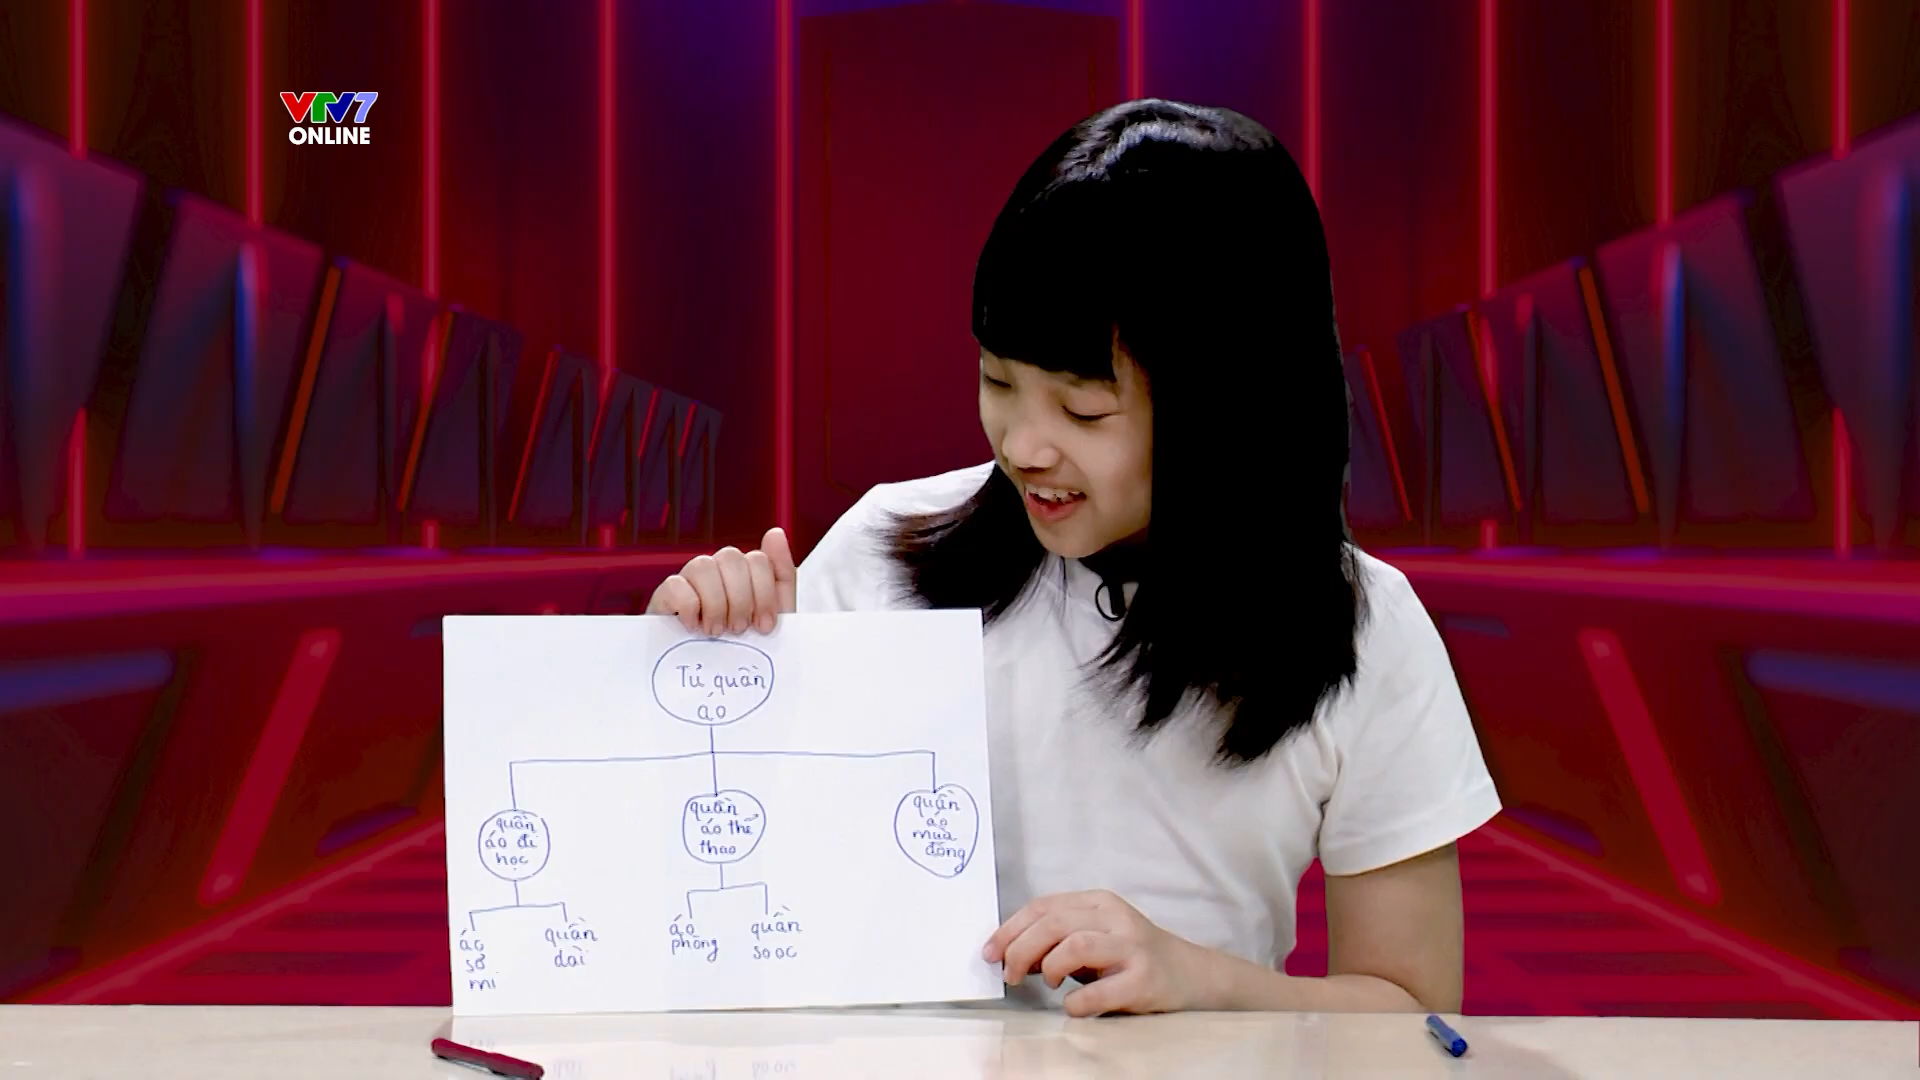 VTV7
ONLINE
Tủ quần
áo
quần
áo đi
học
quần
áo thể
thao
quần
áo
mùa
đông
áo
sơ
mi
quần
dài
áo
phông
quần
sooc